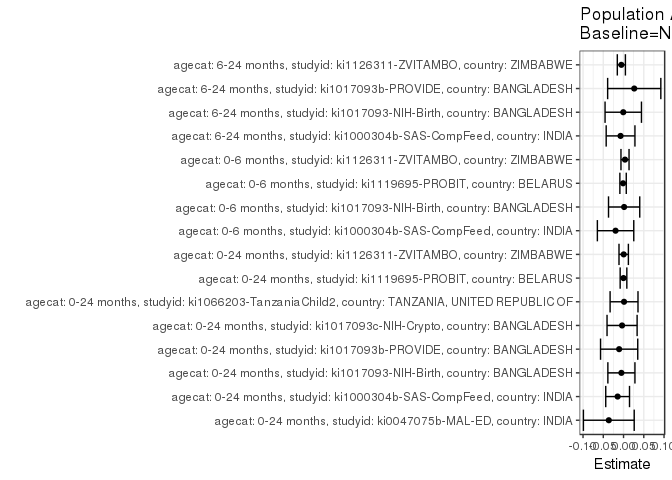 Population
Baseline=N
agecat: 6-24 months, studyid: ki1126311-ZVITAMBO, country: ZIMBABWE
agecat: 6-24 months, studyid: ki1017093b-PROVIDE, country: BANGLADESH
agecat: 6-24 months, studyid: ki1017093-NIH-Birth, country: BANGLADESH
agecat: 6-24 months, studyid: ki1000304b-SAS-CompFeed, country: INDIA
agecat: 0-6 months, studyid: ki1126311-ZVITAMBO, country: ZIMBABWE
agecat: 0-6 months, studyid: ki1119695-PROBIT, country: BELARUS
agecat: 0-6 months, studyid: ki1017093-NIH-Birth, country: BANGLADESH
agecat: 0-6 months, studyid: ki1000304b-SAS-CompFeed, country: INDIA
agecat: 0-24 months, studyid: ki1126311-ZVITAMBO, country: ZIMBABWE
agecat: 0-24 months, studyid: ki1119695-PROBIT, country: BELARUS
agecat: 0-24 months, studyid: ki1066203-TanzaniaChild2, country: TANZANIA, UNITED REPUBLIC OF
agecat: 0-24 months, studyid: ki1017093c-NIH-Crypto, country: BANGLADESH
agecat: 0-24 months, studyid: ki1017093b-PROVIDE, country: BANGLADESH
agecat: 0-24 months, studyid: ki1017093-NIH-Birth, country: BANGLADESH
agecat: 0-24 months, studyid: ki1000304b-SAS-CompFeed, country: INDIA
agecat: 0-24 months, studyid: ki0047075b-MAL-ED, country: INDIA
-0.10 -0.05 0.00 0.05 0.10
Estimate